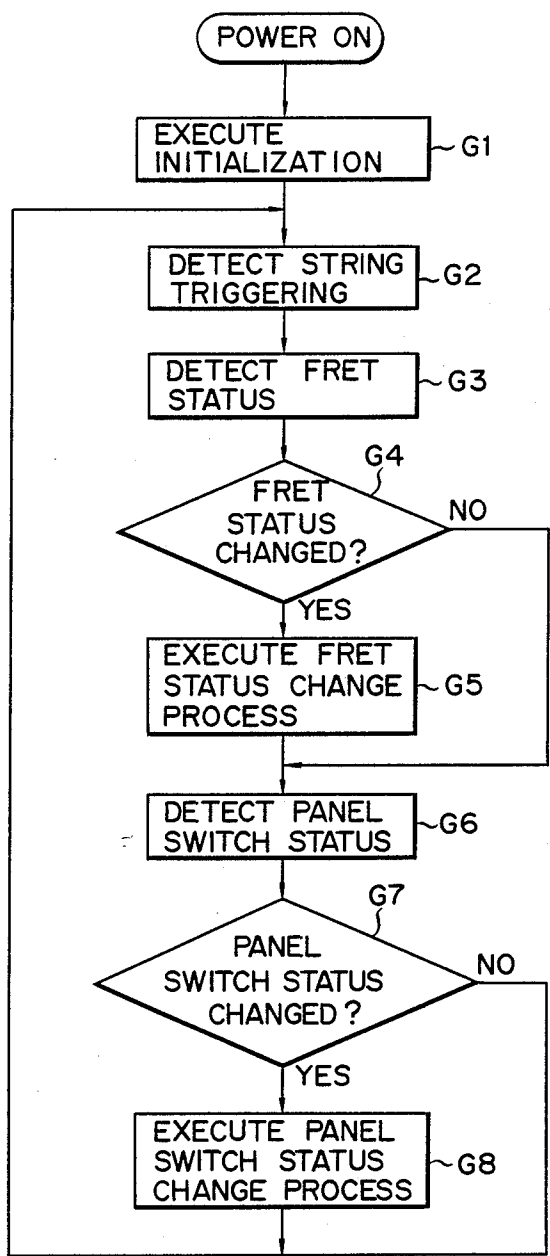 POWER ON
EXECUTE
INITIALIZATION
G1
DETECT STRING
TRIGGERING
G2
DETECT FRET
STATUS
G3
G4
FRET
STATUS
CHANGED?
NO
YES
EXECUTE FRET
STATUS CHANGE
PROCESS
G5
DETECT PANEL
SWITCH STATUS
G6
G7
PANEL
SWITCH STATUS
CHANGED?
NO
YES
EXECUTE PANEL
SWITCH STATUS
CHANGE PROCESS
G8